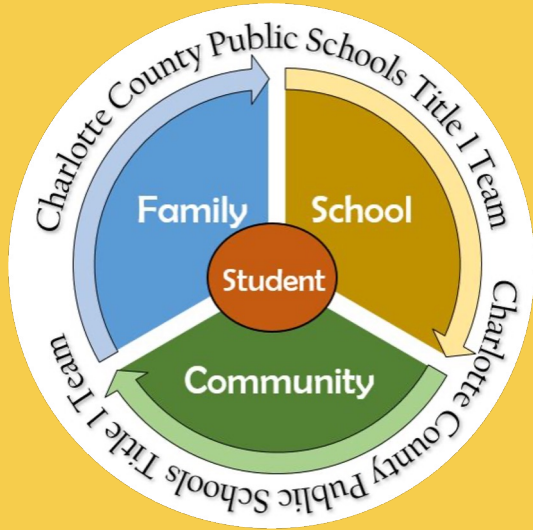 Charlotte County Public Schools Title I Team
Charlotte County Public Schools Title I Team
Family
School
Student
Community